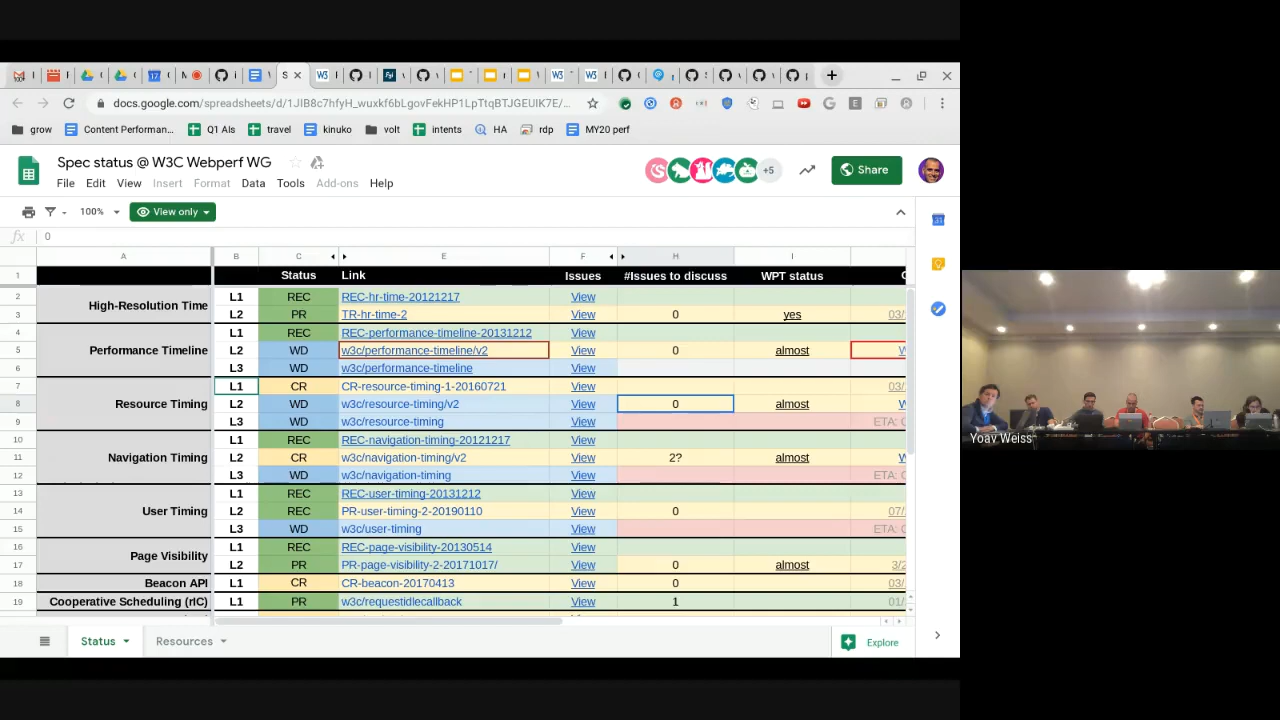 docs.google.com/spreadsheets/d/1JIB8c7hfyH_wuxkf6bLgovFekHP1LpTtqBTJGEUIK7E/...
grow Content Performan... Q1 AIs travel kinuko volt intents HA rdp MY20 perf
Spec status @ W3C Webperf WG
+5
Share
File Edit View Insert Format Data Tools Add-ons Help
100% View only
fx 0
A B C E F H I
1 Status Link Issues #Issues to discuss WPT status
2 High-Resolution Time L1 REC REC-hr-time-20121217 View
3 L2 PR TR-hr-time-2 View 0 yes 03/
4 L1 REC REC-performance-timeline-20131212 View
5 Performance Timeline L2 WD w3c/performance-timeline/v2 View 0 almost
6 L3 WD w3c/performance-timeline View
7 L1 CR CR-resource-timing-1-20160721 View 03/
8 Resource Timing L2 WD w3c/resource-timing/v2 View 0 almost
9 L3 WD w3c/resource-timing View ETA:
10 L1 REC REC-navigation-timing-20121217 View
11 Navigation Timing L2 CR w3c/navigation-timing/v2 View 2? almost
12 L3 WD w3c/navigation-timing View ETA:
13 L1 REC REC-user-timing-20131212 View
14 User Timing L2 REC PR-user-timing-2-20190110 View 0 07/
15 L3 WD w3c/user-timing View ETA:
16 Page Visibility L1 REC REC-page-visibility-20130514 View
17 L2 PR PR-page-visibility-2-20171017/ View 0 almost 3/2
18 Beacon API L1 CR CR-beacon-20170413 View 0 03/
19 Cooperative Scheduling (rIC) L1 PR w3c/requestidlecallback View 1 01/
Status Resources Explore
Yoav Weiss